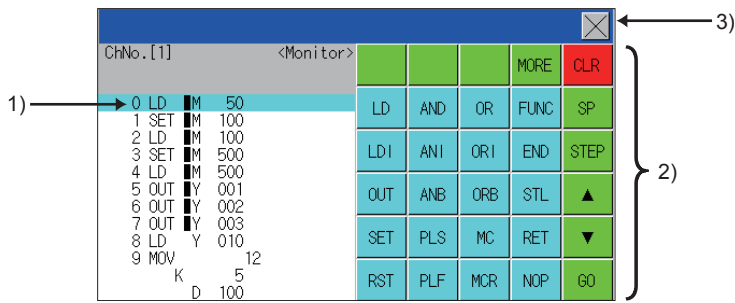 3)
ChNo.[1] <Monitor>
MORE CLR
1)
0 LD M 50
1 SET M 100
2 LD M 100
3 SET M 500
4 LD M 500
5 OUT Y 001
6 OUT Y 002
7 OUT Y 003
8 LD Y 010
9 MOV 12
K 5
D 100
LD AND OR FUNC SP
LDI ANI ORI END STEP
OUT ANB ORB STL ▲
SET PLS MC RET ▼
RST PLF MCR NOP GO
2)